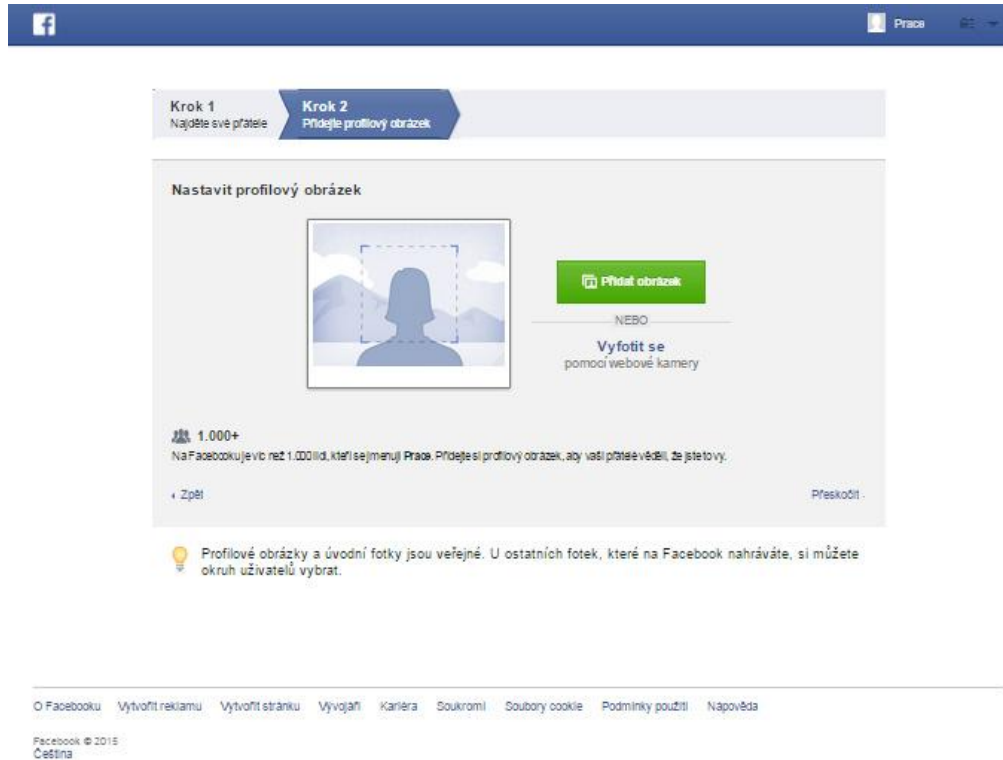 f
Prace
Krok 1
Najděte své přátele
Krok 2
Přidejte profilový obrázek
Nastavit profilový obrázek
Přidat obrázek
NEBO
Vyfotit se
pomocí webové kamery
1.000+
Na Facebooku je víc než 1.000 lidí, kteří se jmenují Prace. Přidejte si profilový obrázek, aby vaši přátelé věděli, že jste to vy.
Zpět
Přeskočit
Profilové obrázky a úvodní fotky jsou veřejné. U ostatních fotek, které na Facebook nahráváte, si můžete
okruh uživatelů vybrat.
O Facebooku Vytvořit reklamu Vytvořit stránku Vývojáři Kariéra Soukromí Soubory cookie Podmínky použití Nápověda
Facebook © 2015
Čeština